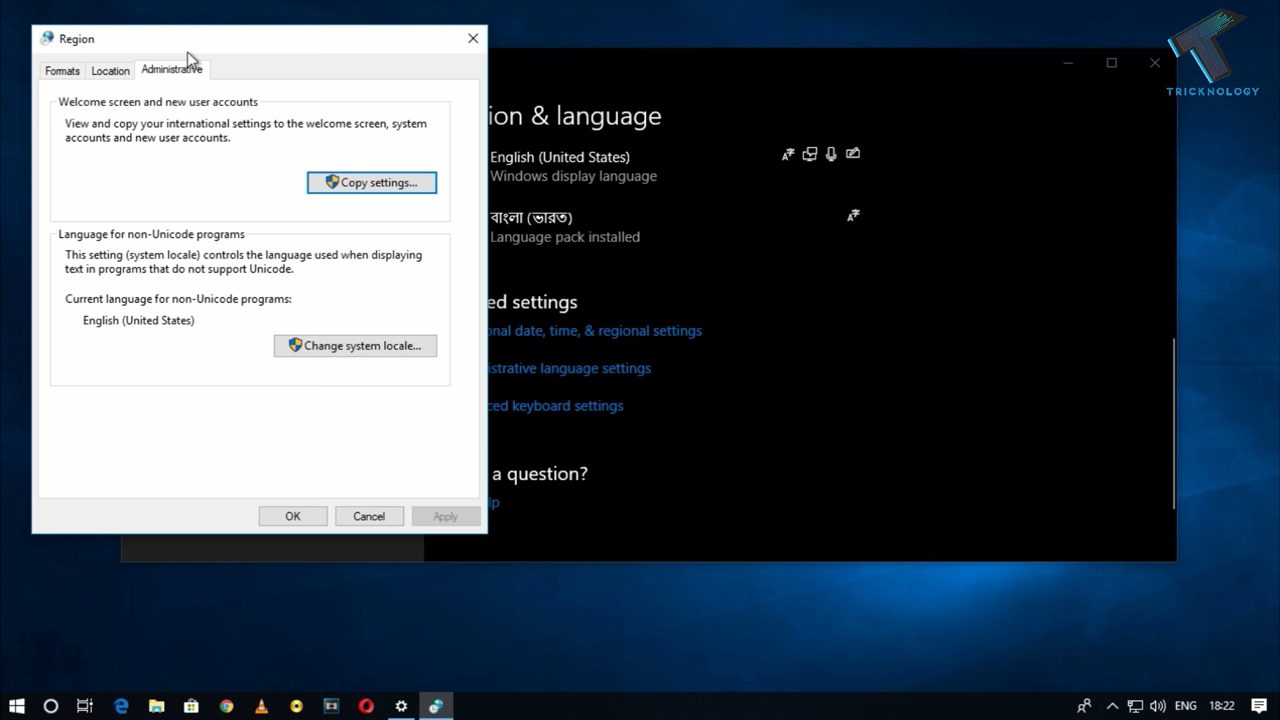 Region
Formats
Location
Administrative
Welcome screen and new user accounts
View and copy your international settings to the welcome screen, system
accounts and new user accounts.
Copy settings...
Language for non-Unicode programs
This setting (system locale) controls the language used when displaying
text in programs that do not support Unicode.
Current language for non-Unicode programs:
English (United States)
Change system locale...
OK
Cancel
Apply
ion & language
English (United States)
Windows display language
বাংলা (ভারত)
Language pack installed
ed settings
onal date, time, & regional settings
istrative language settings
ced keyboard settings
a question?
lp
TRICKNOLOGY
ENG
18:22